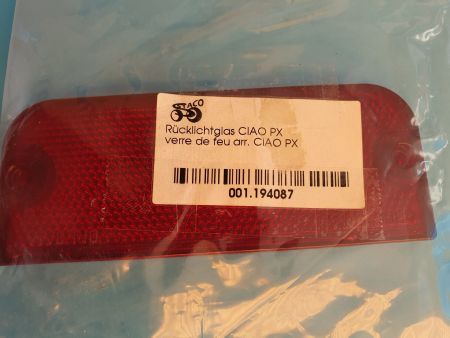 STACO
Rücklichtglas CIAO PX
verre de feu arr. CIAO PX
001.194087